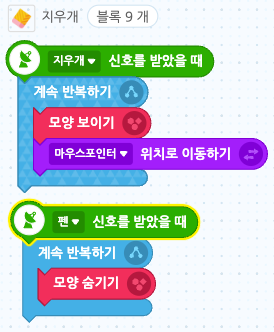 지우개 블록 9 개
지우개 신호를 받았을 때
계속 반복하기
모양 보이기
마우스포인터 위치로 이동하기
펜 신호를 받았을 때
계속 반복하기
모양 숨기기